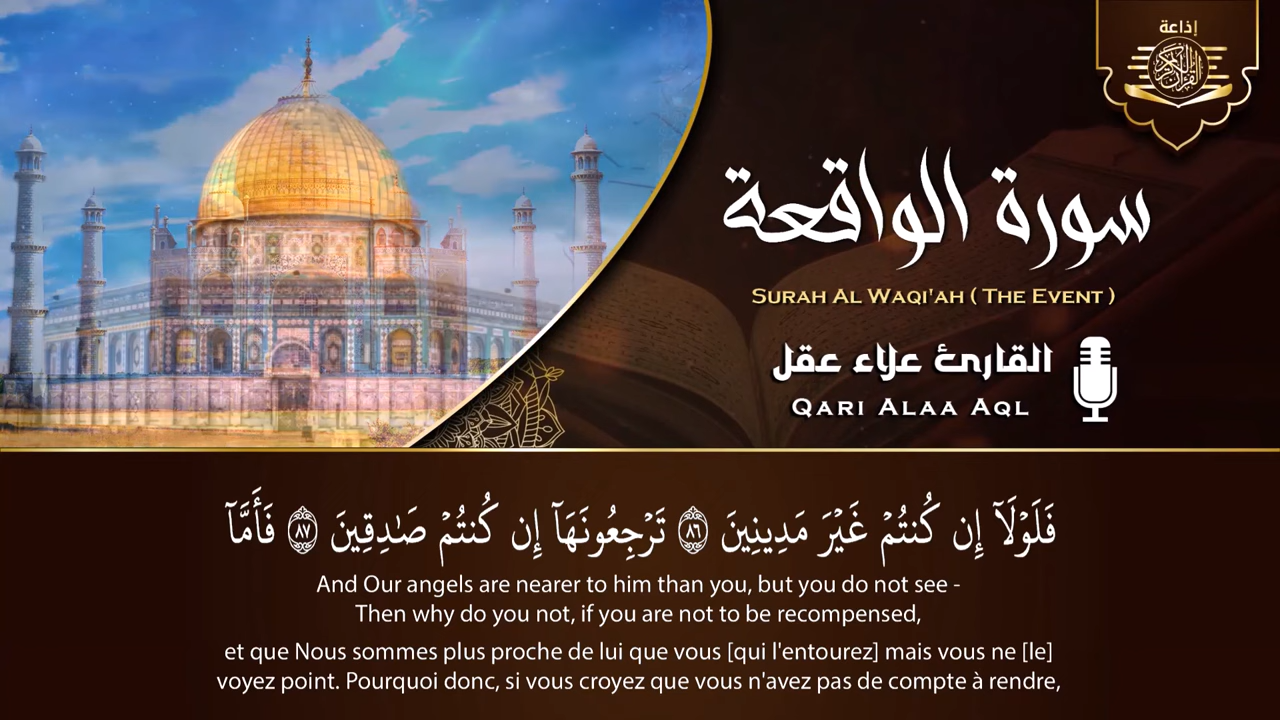 إذاعة
القرآن الكريم
سورة الواقعة
SURAH AL WAQI'AH ( THE EVENT )
القارئ علاء عقل
QARI ALAA AQL
فَلَوْلَآ إِن كُنتُمْ غَيْرَ مَدِينِينَ ٨٦ تَرْجِعُونَهَآ إِن كُنتُمْ صَـٰدِقِينَ ٨٧ فَأَمَّآ
And Our angels are nearer to him than you, but you do not see -
Then why do you not, if you are not to be recompensed,
et que Nous sommes plus proche de lui que vous [qui l'entourez] mais vous ne [le]
voyez point. Pourquoi donc, si vous croyez que vous n'avez pas de compte à rendre,